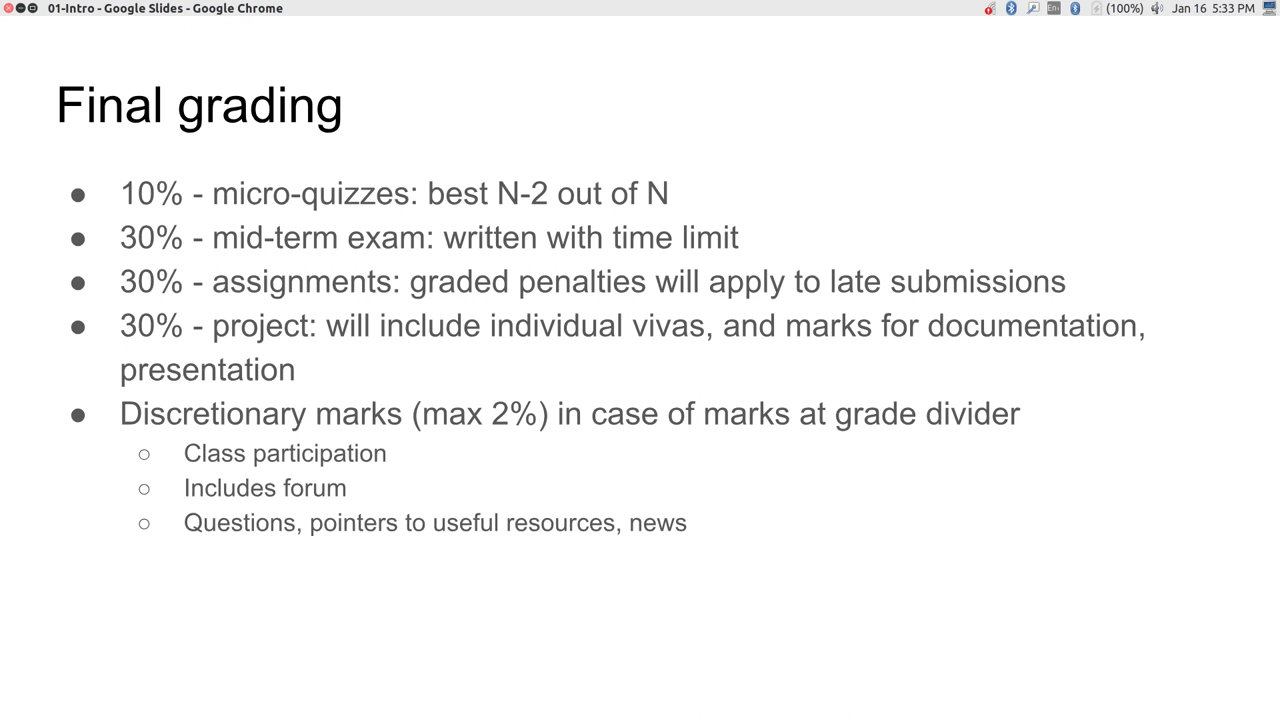 01-Intro - Google Slides - Google Chrome
En
(100%)
Jan 16 5:33 PM
Final grading
● 10% - micro-quizzes: best N-2 out of N
● 30% - mid-term exam: written with time limit
● 30% - assignments: graded penalties will apply to late submissions
● 30% - project: will include individual vivas, and marks for documentation,
presentation
● Discretionary marks (max 2%) in case of marks at grade divider
○ Class participation
○ Includes forum
○ Questions, pointers to useful resources, news